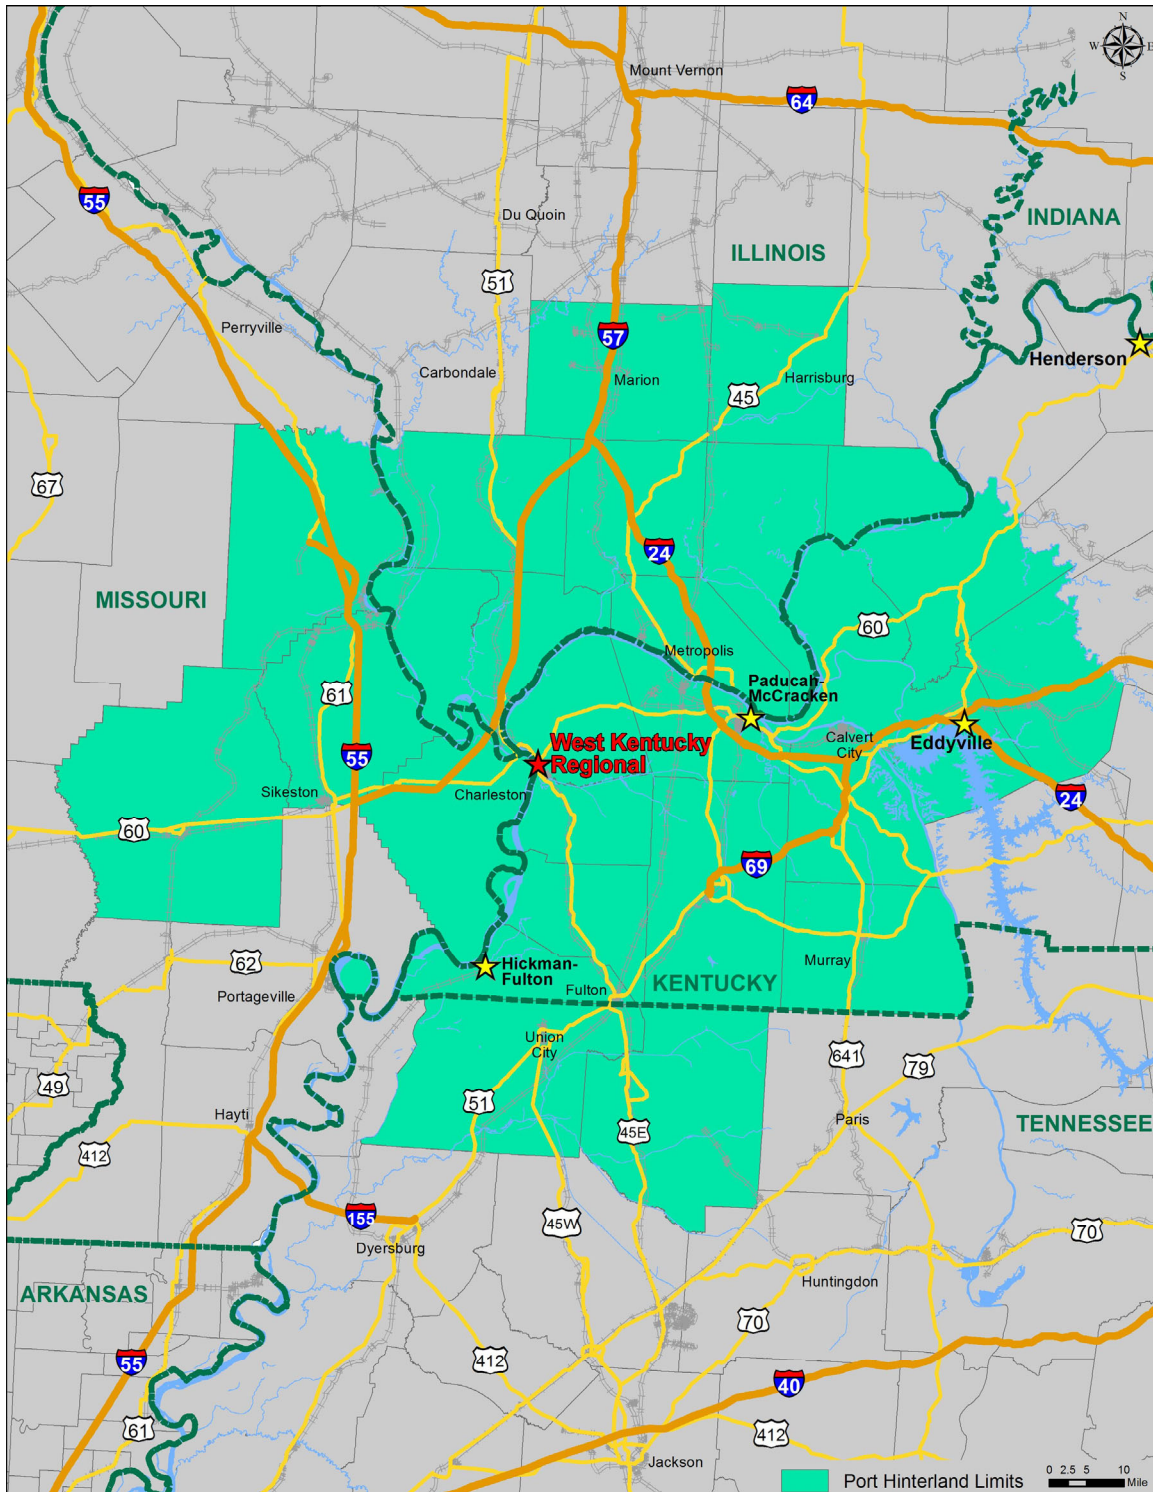 N
W
E
S
Mount Vernon
64
55
Du Quoin
INDIANA
ILLINOIS
51
Perryville
57
Henderson
Carbondale
Marion
Harrisburg
45
67
24
MISSOURI
60
Metropolis
Paducah-
McCracken
61
West Kentucky
Regional
Calvert
City
Eddyville
55
Sikeston
Charleston
24
60
69
Hickman-
Fulton
Murray
62
Fulton
KENTUCKY
Portageville
Union
City
641
79
49
51
Hayti
45E
Paris
TENNESSEE
412
155
45W
70
Dyersburg
Huntingdon
ARKANSAS
70
55
412
40
61
412
Jackson
Port Hinterland Limits
0 2.5 5 10
Mile